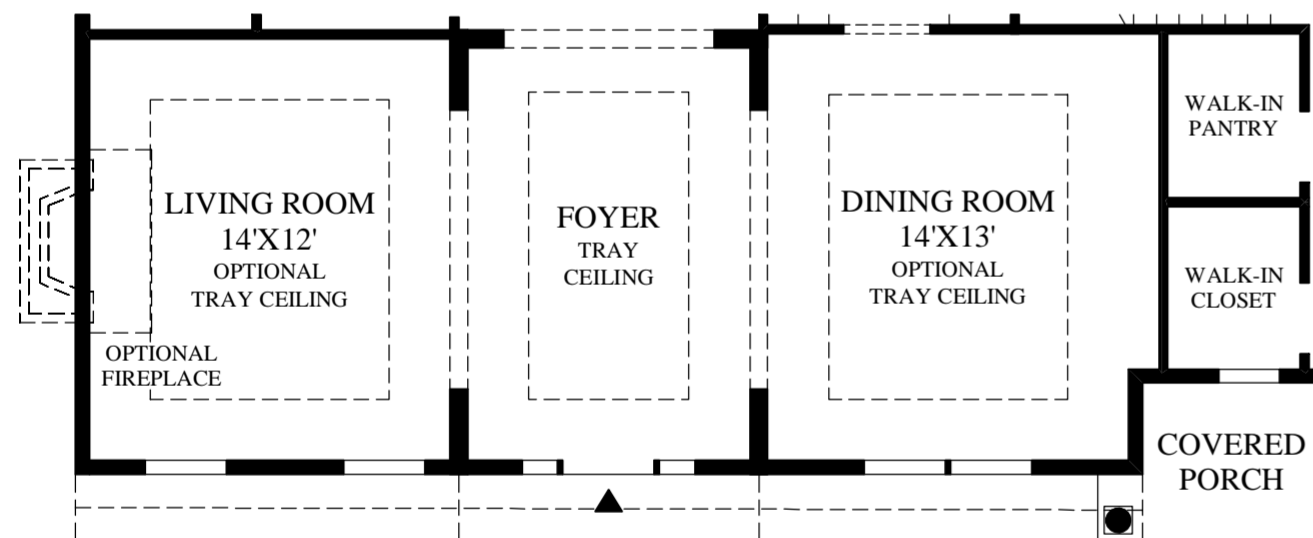 LIVING ROOM
14'X12'
OPTIONAL
TRAY CEILING
OPTIONAL
FIREPLACE
FOYER
TRAY
CEILING
DINING ROOM
14'X13'
OPTIONAL
TRAY CEILING
WALK-IN
PANTRY
WALK-IN
CLOSET
COVERED
PORCH